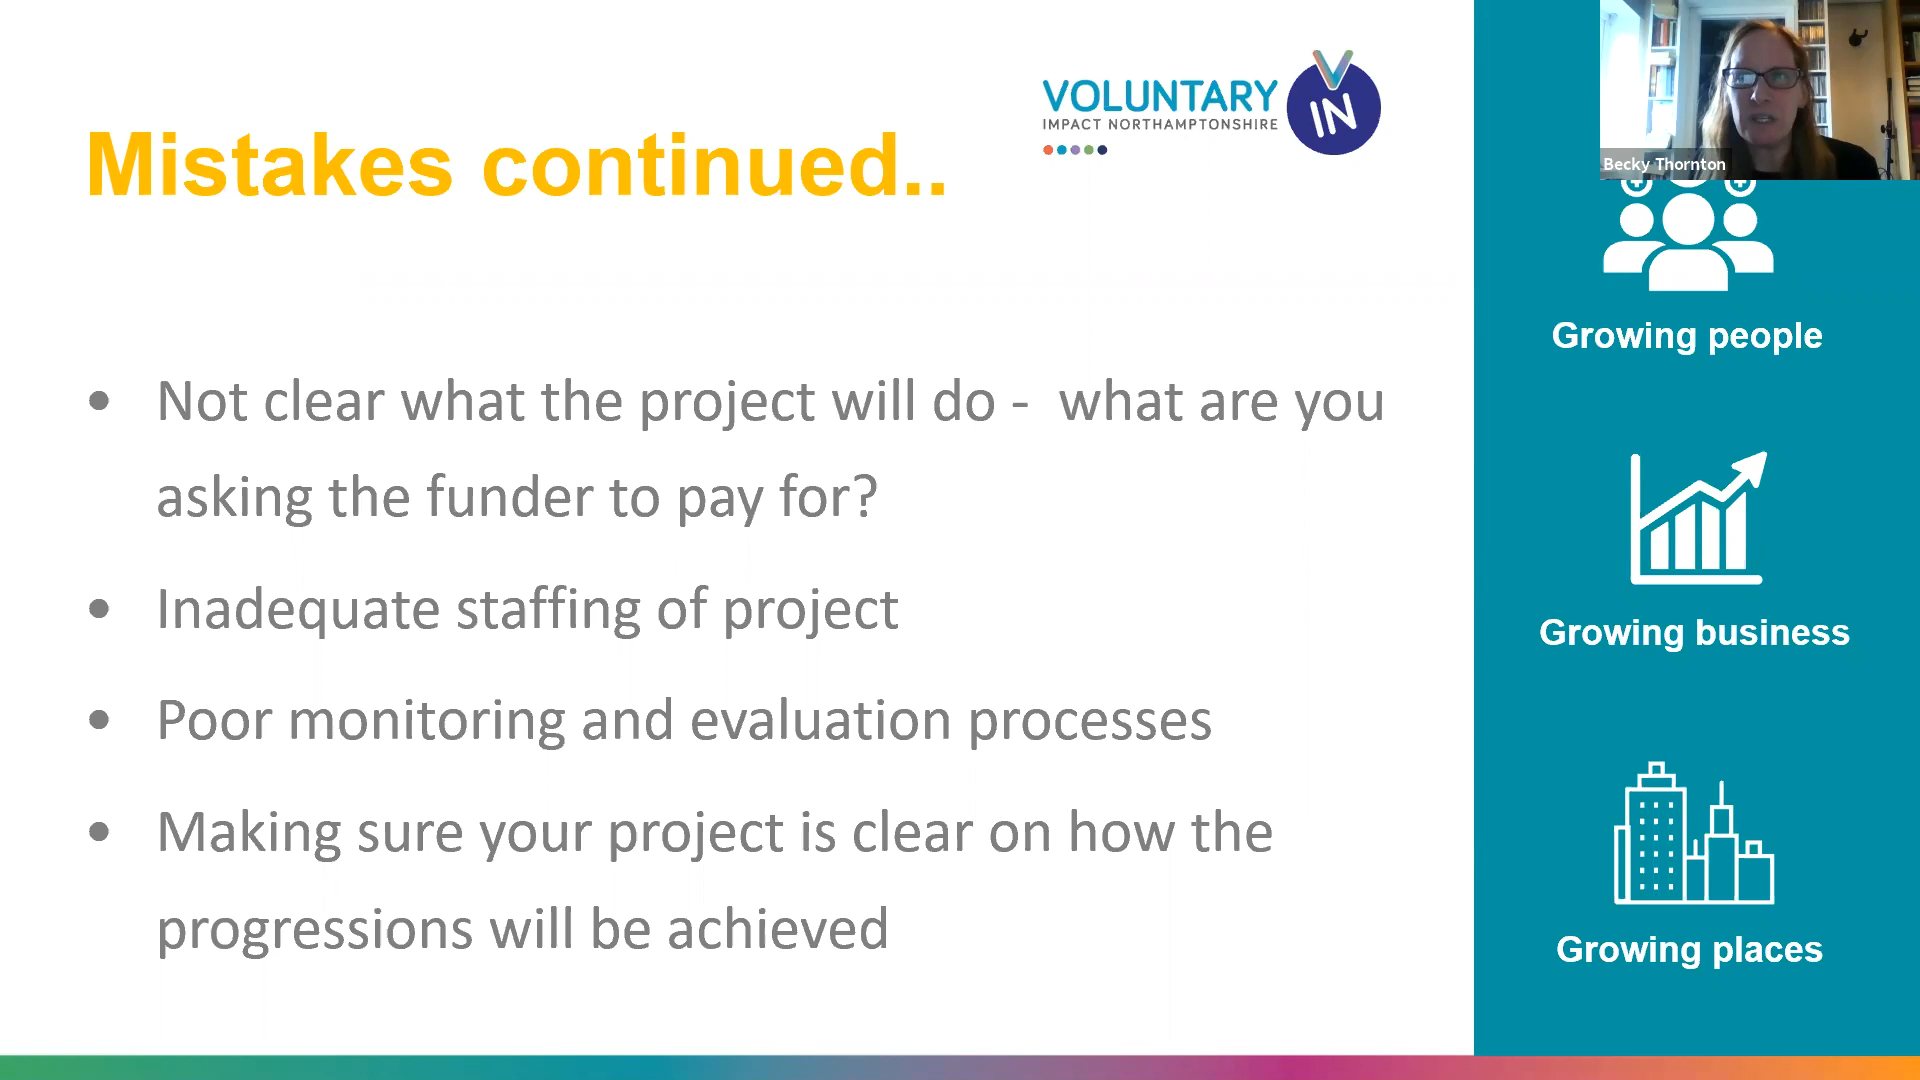 VOLUNTARY
IMPACT NORTHAMPTONSHIRE
IN
Mistakes continued..
• Not clear what the project will do -  what are you
asking the funder to pay for?
• Inadequate staffing of project
• Poor monitoring and evaluation processes
• Making sure your project is clear on how the
progressions will be achieved
Becky Thornton
Growing people
Growing business
Growing places